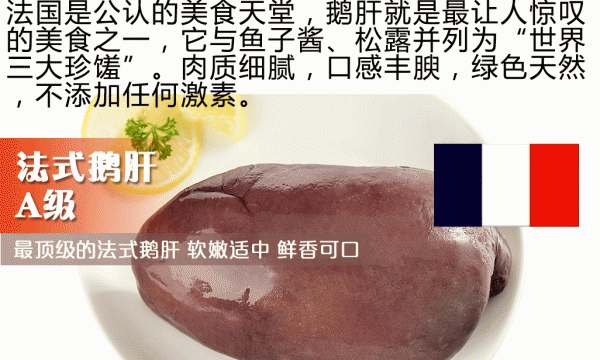 法国是公认的美食天堂，鹅肝就是最让人惊叹
的美食之一，它与鱼子酱、松露并列为“世界
三大珍馐”。肉质细腻，口感丰腴，绿色天然
，不添加任何激素。
法式鹅肝
A级
最顶级的法式鹅肝 软嫩适中 鲜香可口